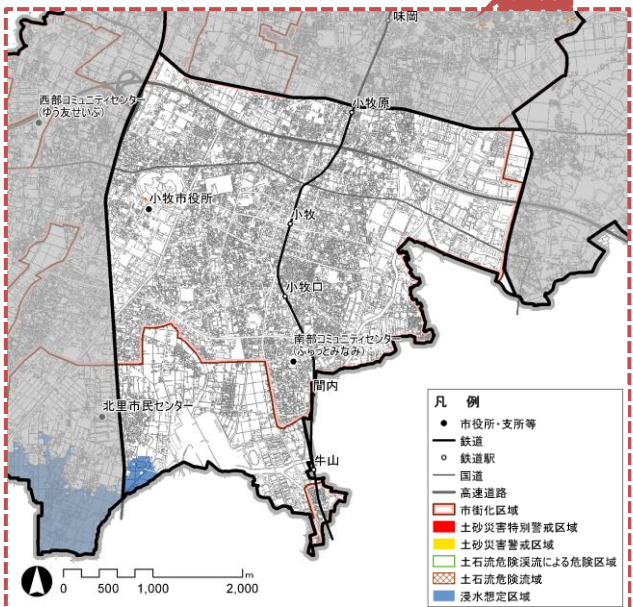 味岡
西部コミュニティセンター
(ゆう友せいぶ)
小牧原
小牧市役所
小牧
小牧口
南部コミュニティセンター
(ふらっとみなみ)
間内
北里市民センター
牛山
凡 例
市役所・支所等
鉄道
鉄道駅
国道
高速道路
市街化区域
土砂災害特別警戒区域
土砂災害警戒区域
土石流危険渓流による危険区域
土石流危険流域
浸水想定区域
0 500 1,000 2,000 m